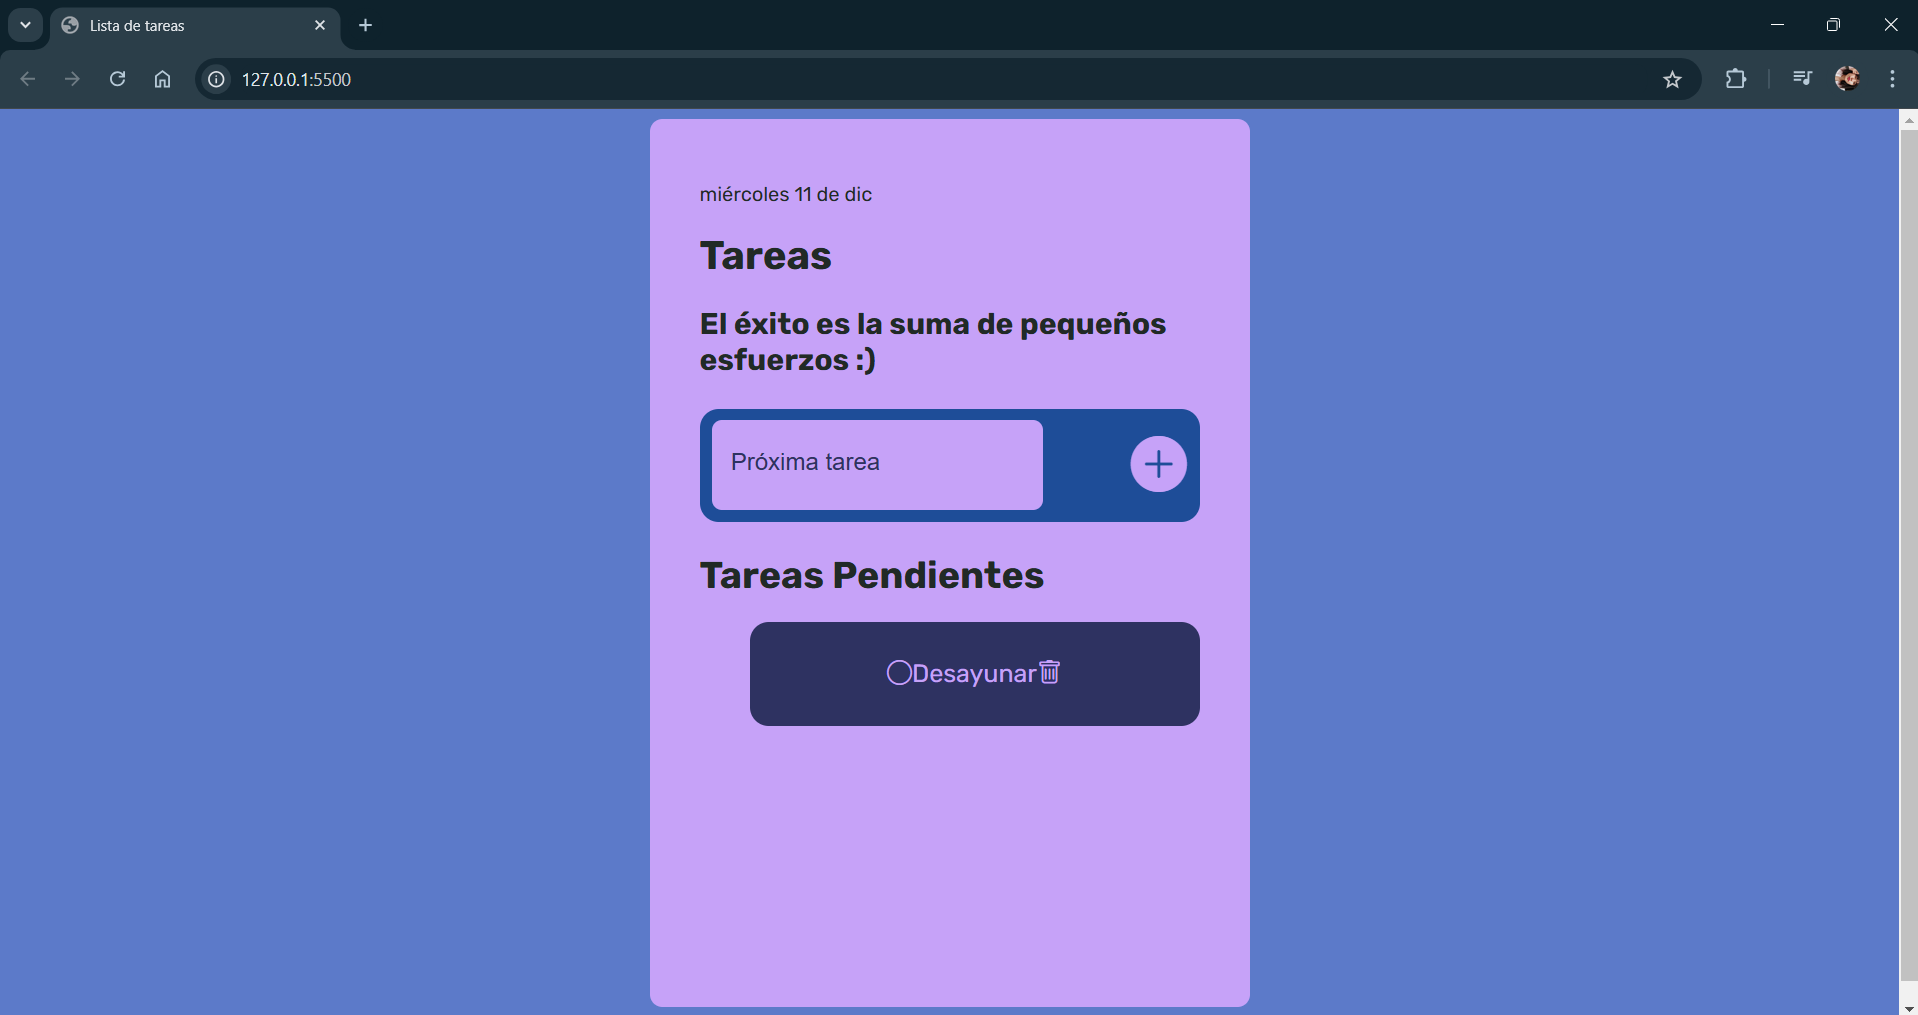 Lista de tareas
127.0.0.1:5500
miércoles 11 de dic
Tareas
El éxito es la suma de pequeños
esfuerzos :)
Próxima tarea
Tareas Pendientes
Desayunar